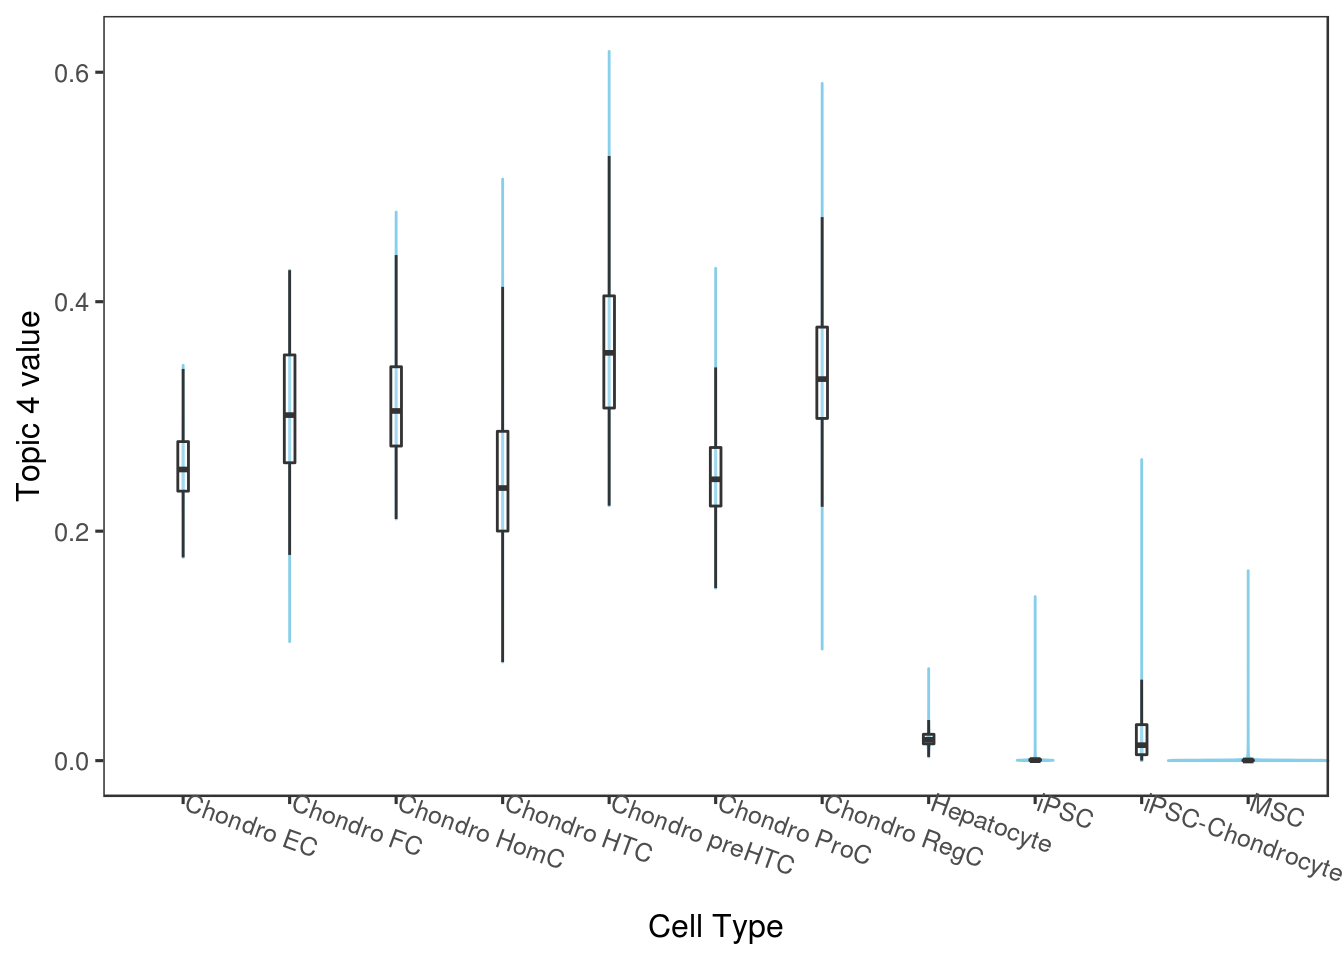 0.6
0.4
0.2
0.0
Topic 4 value
Chondro EC
Chondro FC
Chondro HomC
Chondro HTC
Chondro preHTC
Chondro ProC
Chondro RegC
Hepatocyte
iPSC
iPSC-Chondrocyte
MSC
Cell Type